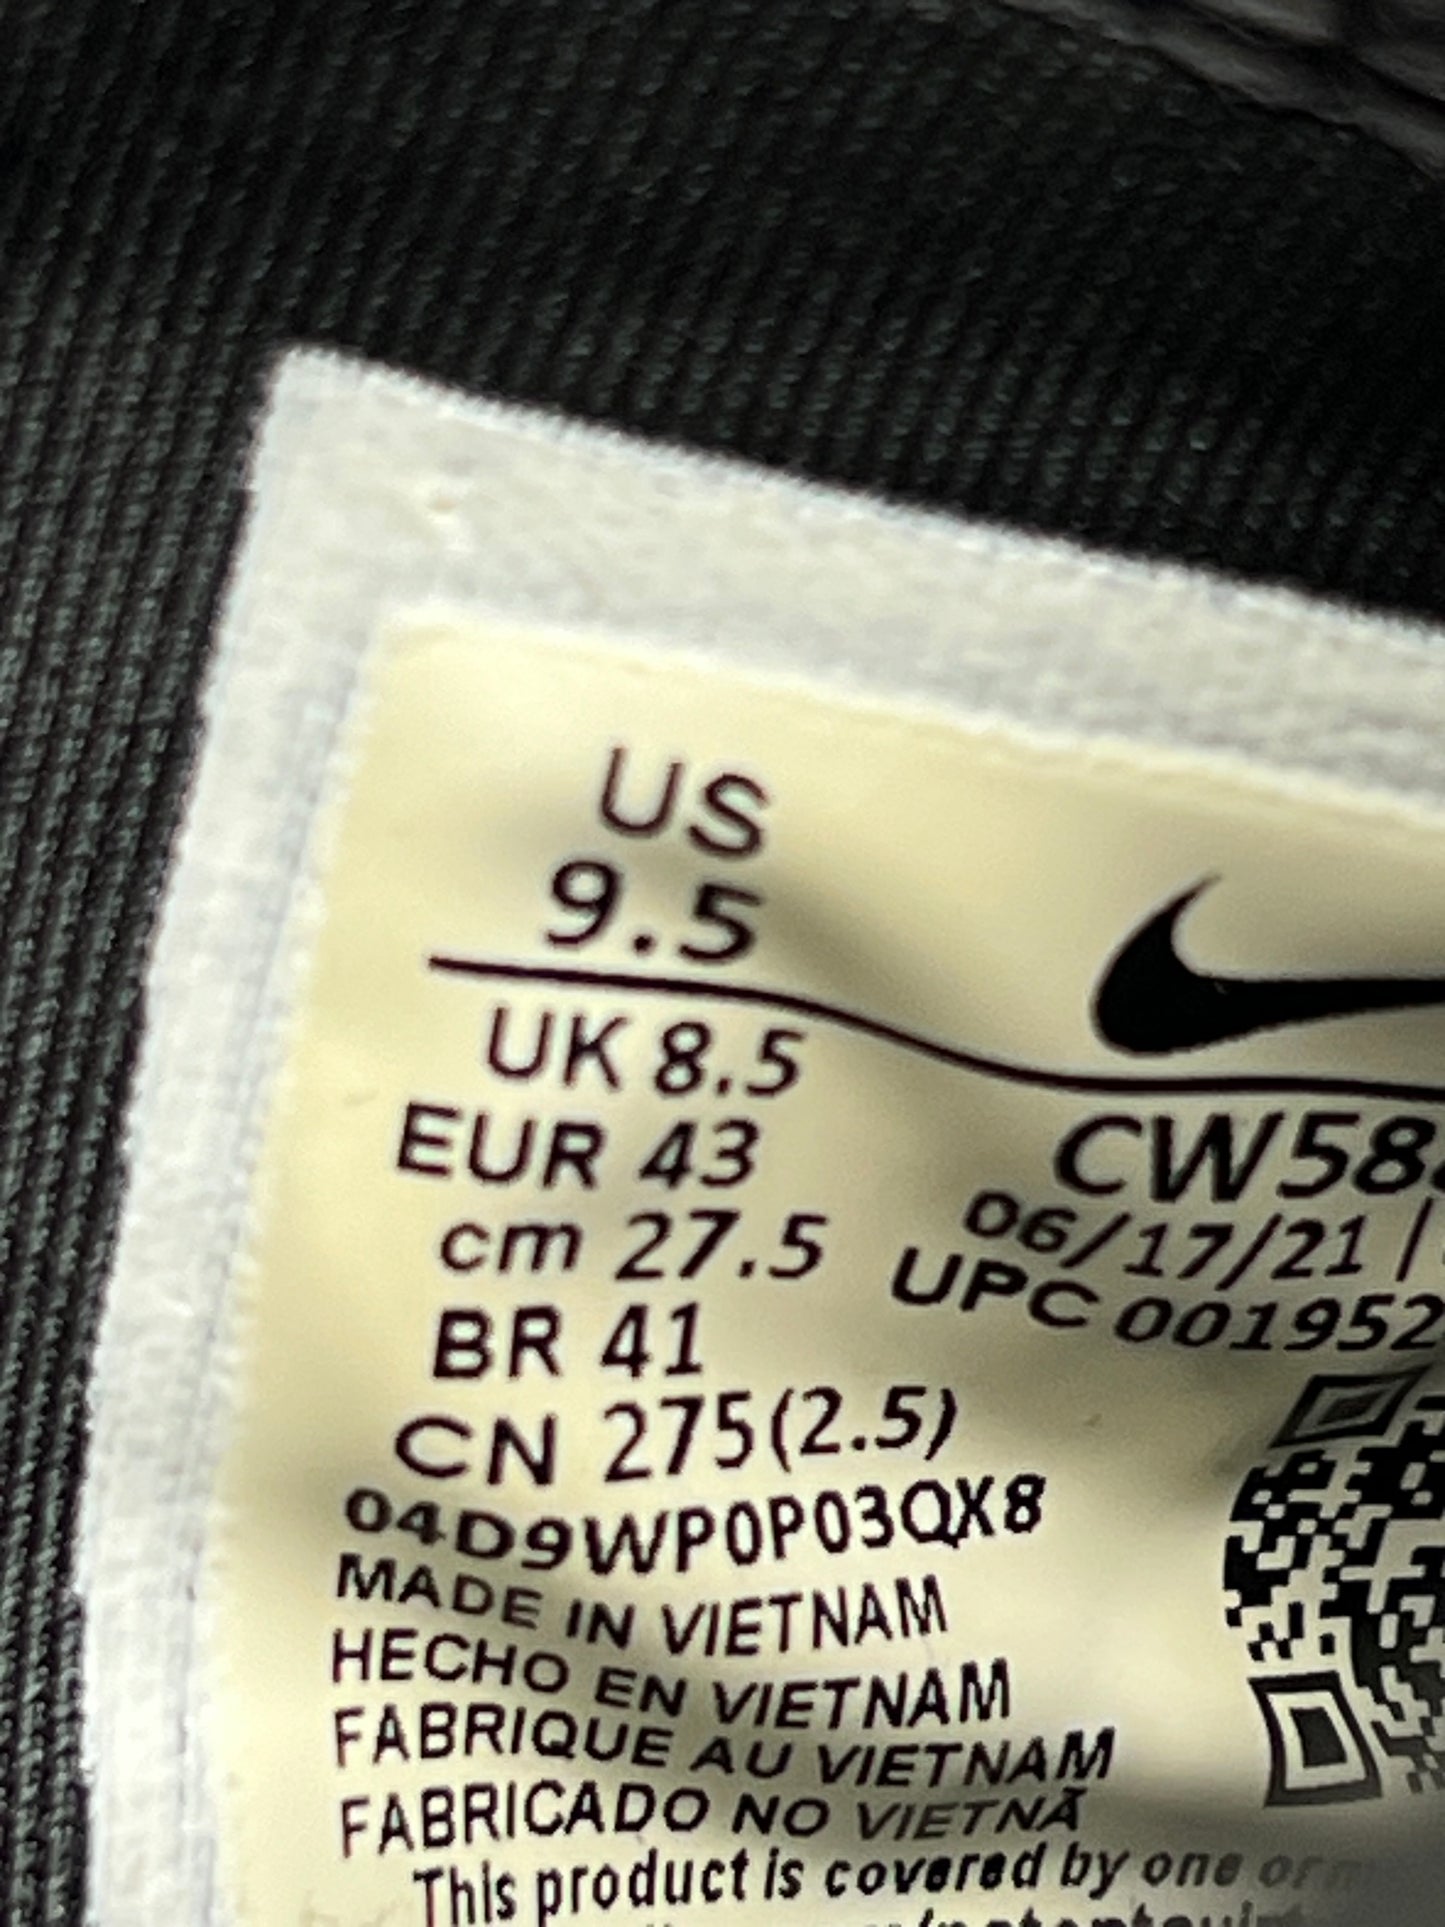 US
9.5
UK 8.5
EUR 43
cm 27.5
BR 41
CN 275(2.5)
04D9WP0P03QX8
MADE IN VIETNAM
HECHO EN VIETNAM
FABRIQUE AU VIETNAM
FABRICADO NO VIETNÃ
This product is covered by one or
CW58
06/17/21 |
UPC 001952